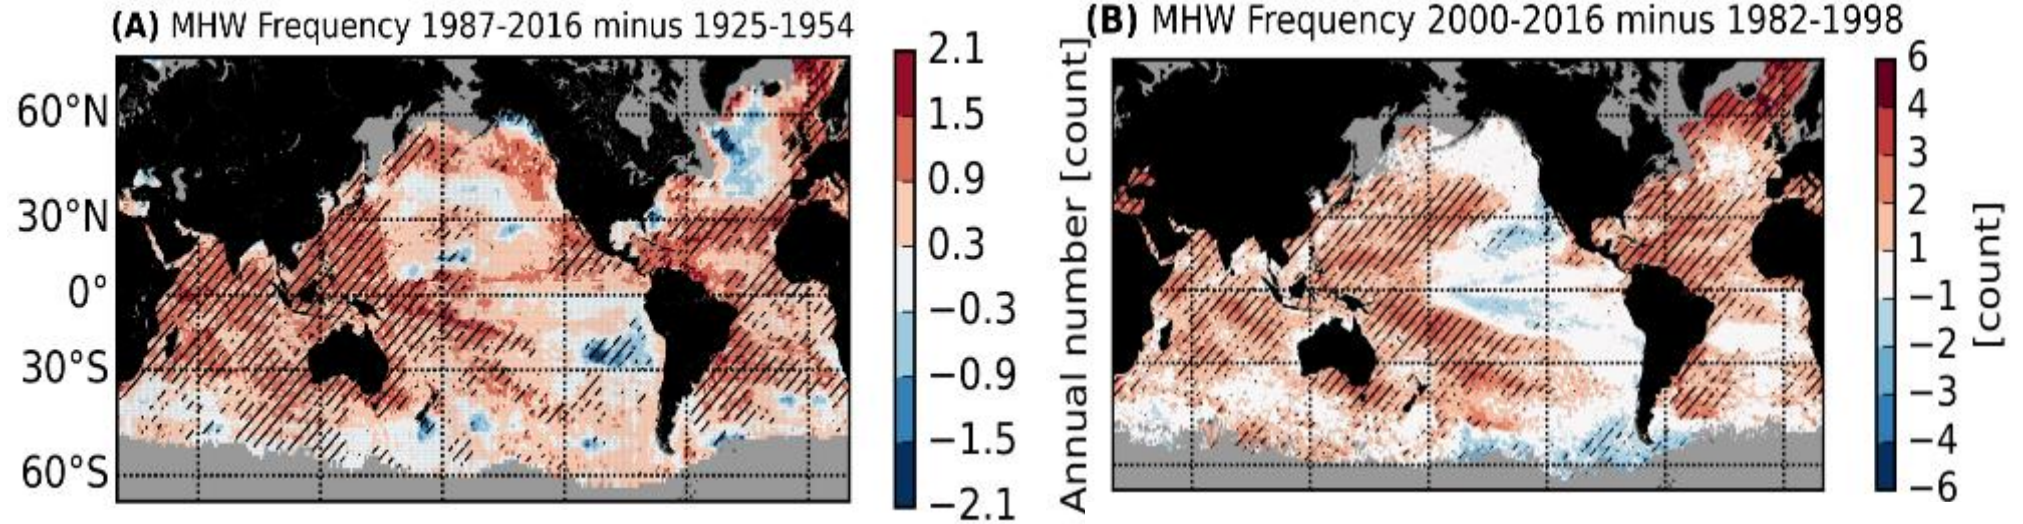 (A) MHW Frequency 1987-2016 minus 1925-1954
60°N
30°N
0°
30°S
60°S
2.1
1.5
0.9
0.3
−0.3
−0.9
−1.5
−2.1
Annual number [count]
(B) MHW Frequency 2000-2016 minus 1982-1998
6
4
3
2
1
−1
−2
−3
−4
−6
[count]